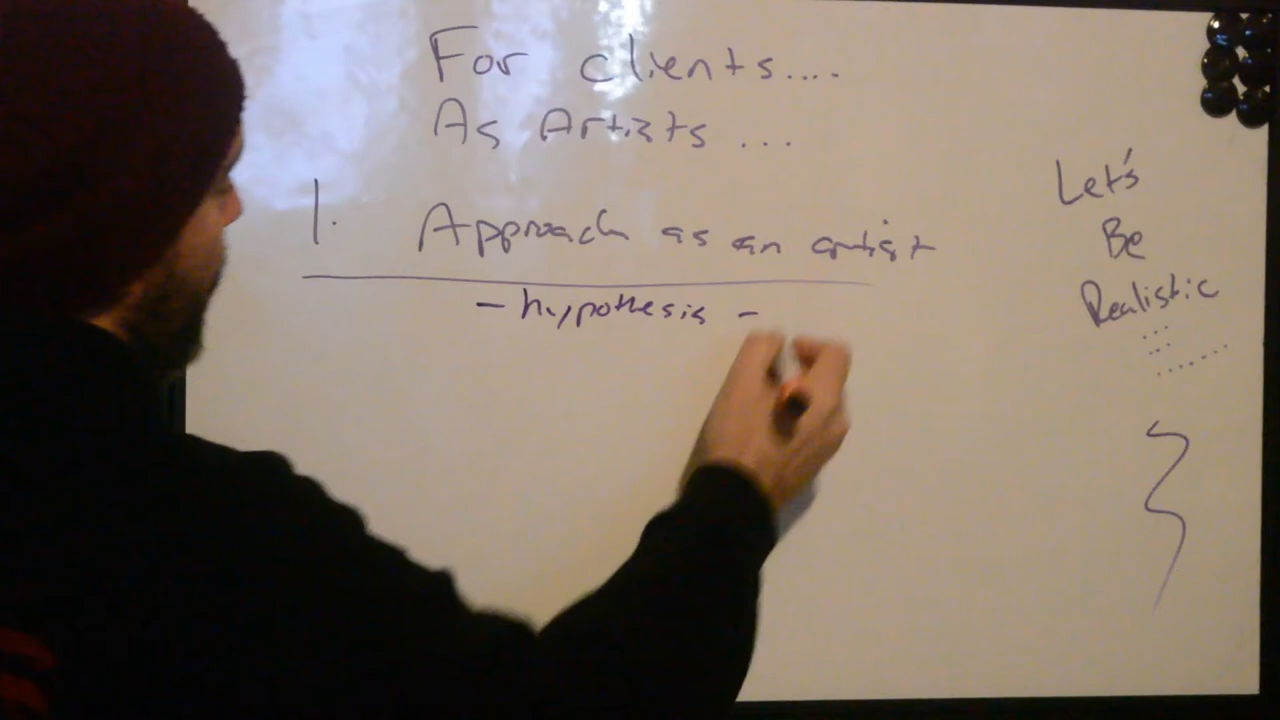 For clients....
As Artists ...
1. Approach as an artist
- hypothesis -
Let's
Be
Realistic